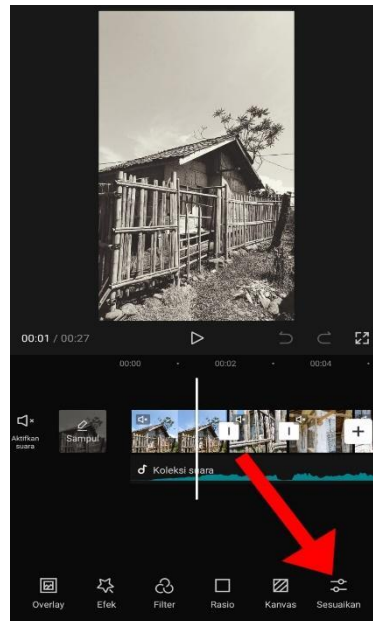 00:01 / 00:27
00:00 00:02 00:04
Aktifkan
suara
Sampul
Koleksi suara
Overlay Efek Filter Rasio Kanvas Sesuaikan